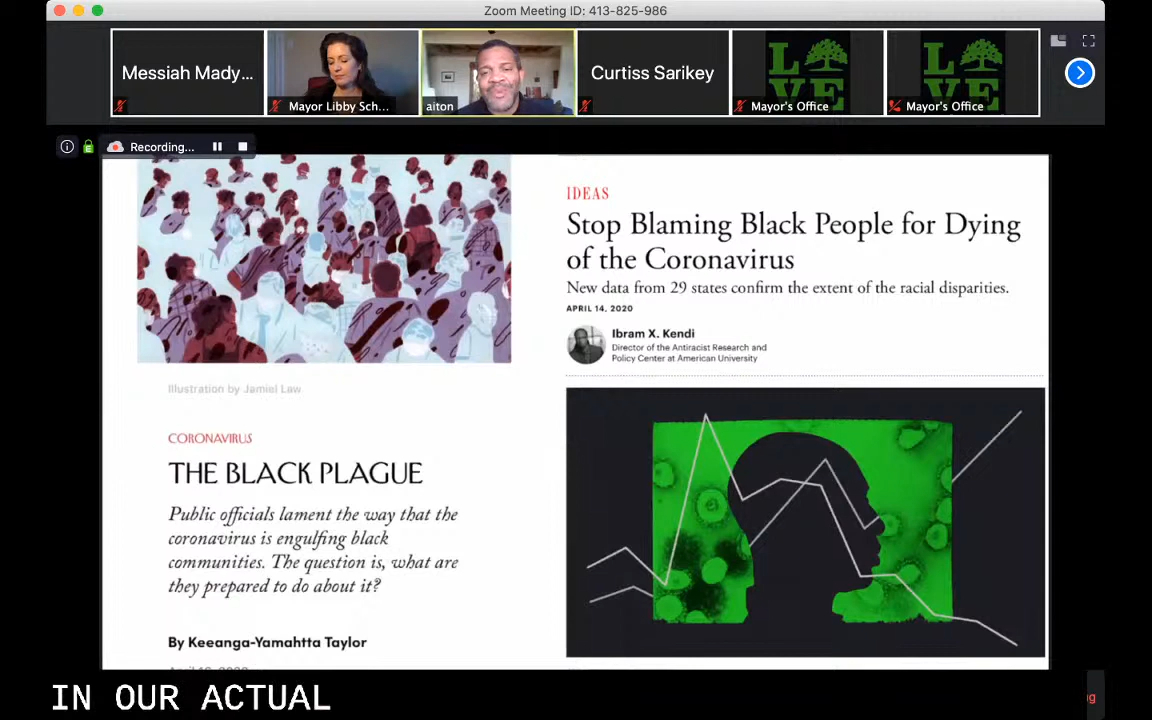 Zoom Meeting ID: 413-825-986
Messiah Mady...
Mayor Libby Sch...
aiton
Curtiss Sarikey
LOVE
Mayor's Office
LOVE
Mayor's Office
Recording...
Illustration by Jamiel Law
CORONAVIRUS
THE BLACK PLAGUE
Public officials lament the way that the
coronavirus is engulfing black
communities. The question is, what are
they prepared to do about it?
By Keeanga-Yamahtta Taylor
IDEAS
Stop Blaming Black People for Dying
of the Coronavirus
New data from 29 states confirm the extent of the racial disparities.
APRIL 14, 2020
Ibram X. Kendi
Director of the Antiracist Research and
Policy Center at American University
IN OUR ACTUAL